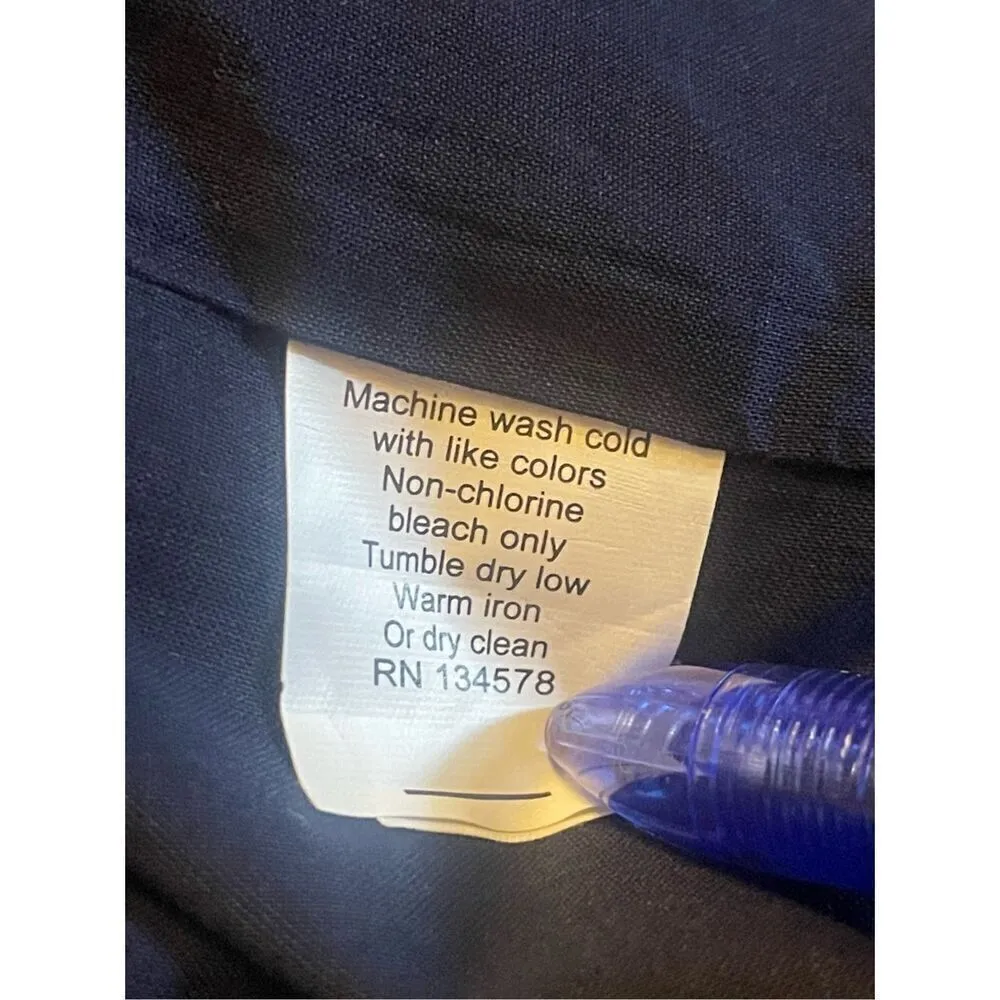 Machine wash cold
with like colors
Non-chlorine
bleach only
Tumble dry low
Warm iron
Or dry clean
RN 134578